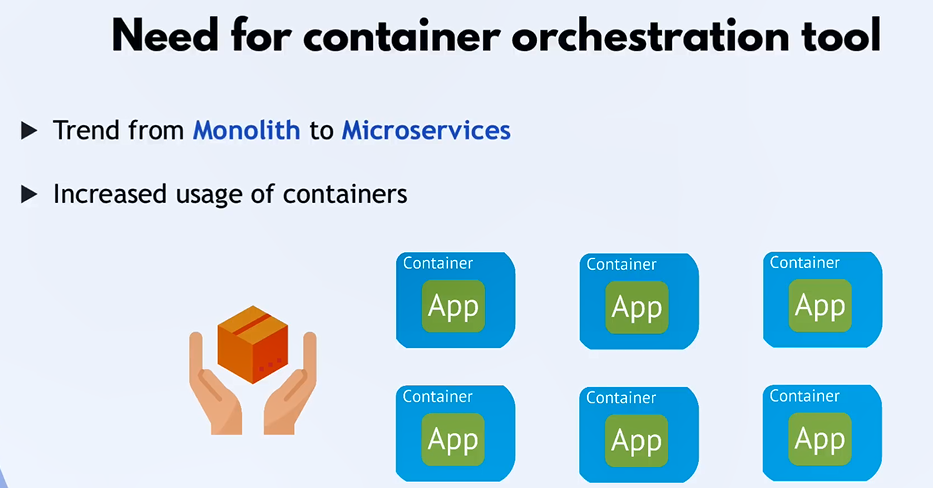 Need for container orchestration tool
Trend from Monolith to Microservices
Increased usage of containers
Container
App
Container
App
Container
App
Container
App
Container
App
Container
App